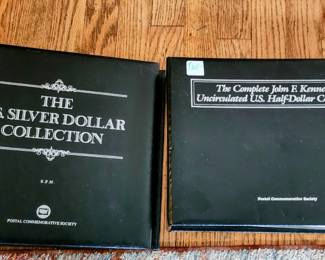 THE
SILVER DOLLAR
COLLECTION
POSTAL COMMEMORATIVE SOCIETY
The Complete John F. Kenne
Uncirculated U.S. Half-Dollar C
Postal Commemorative Society